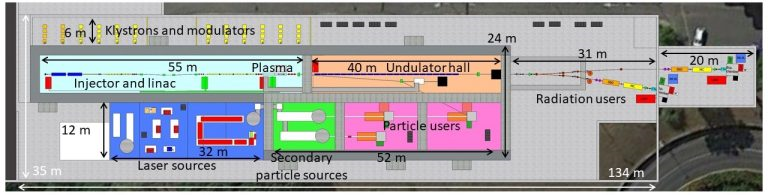 6 m
Klystrons and modulators
24 m
55 m
Plasma
40 m
Undulator hall
31 m
20 m
Injector and linac
Radiation users
12 m
Particle users
32 m
Laser sources
Secondary
particle sources
52 m
35 m
134 m